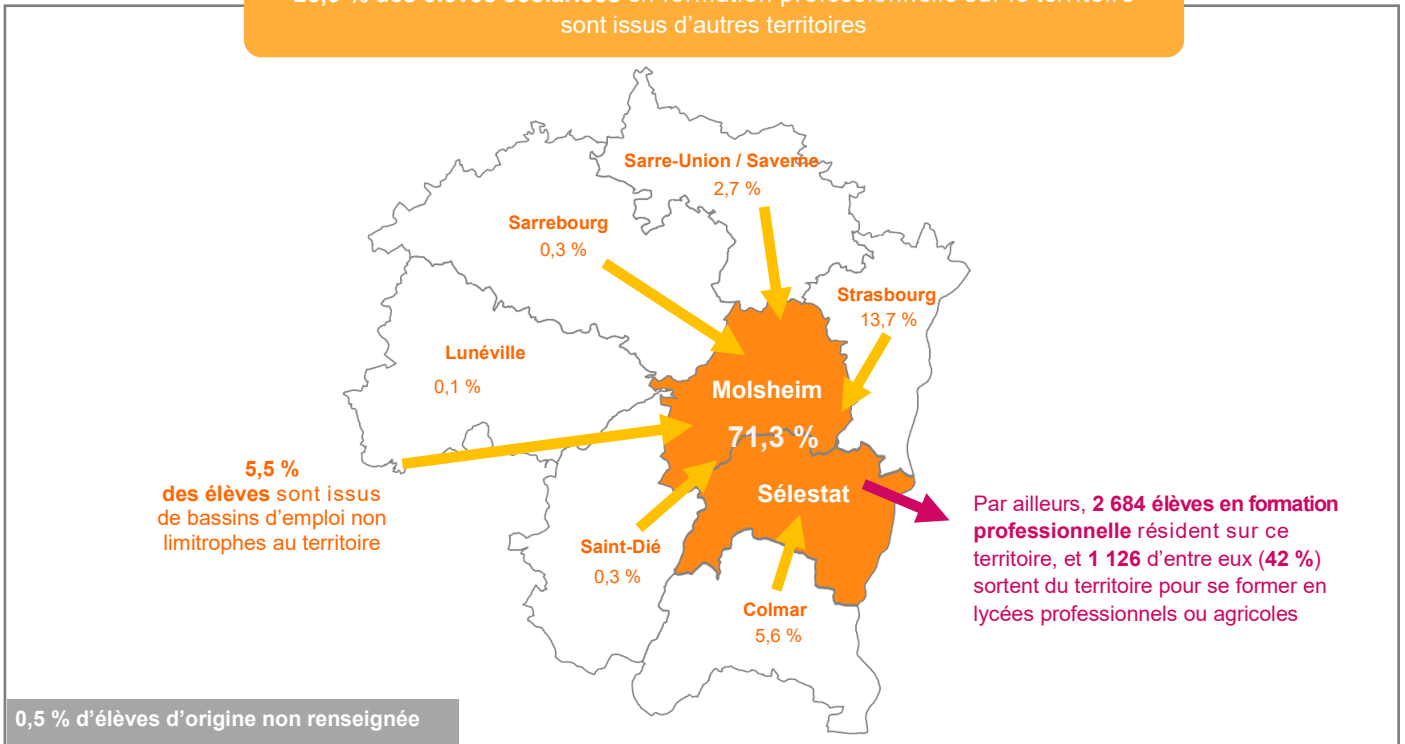 sont issus d'autres territoires
Sarre-Union / Saverne
2,7 %
Sarrebourg
0,3 %
Strasbourg
13,7 %
Lunéville
0,1 %
Molsheim
71,3 %
Sélestat
5,5 %
des élèves sont issus
de bassins d'emploi non
limitrophes au territoire
Saint-Dié
0,3 %
Colmar
5,6 %
Par ailleurs, 2 684 élèves en formation
professionnelle résident sur ce
territoire, et 1 126 d'entre eux (42 %)
sortent du territoire pour se former en
lycées professionnels ou agricoles
0,5 % d'élèves d'origine non renseignée